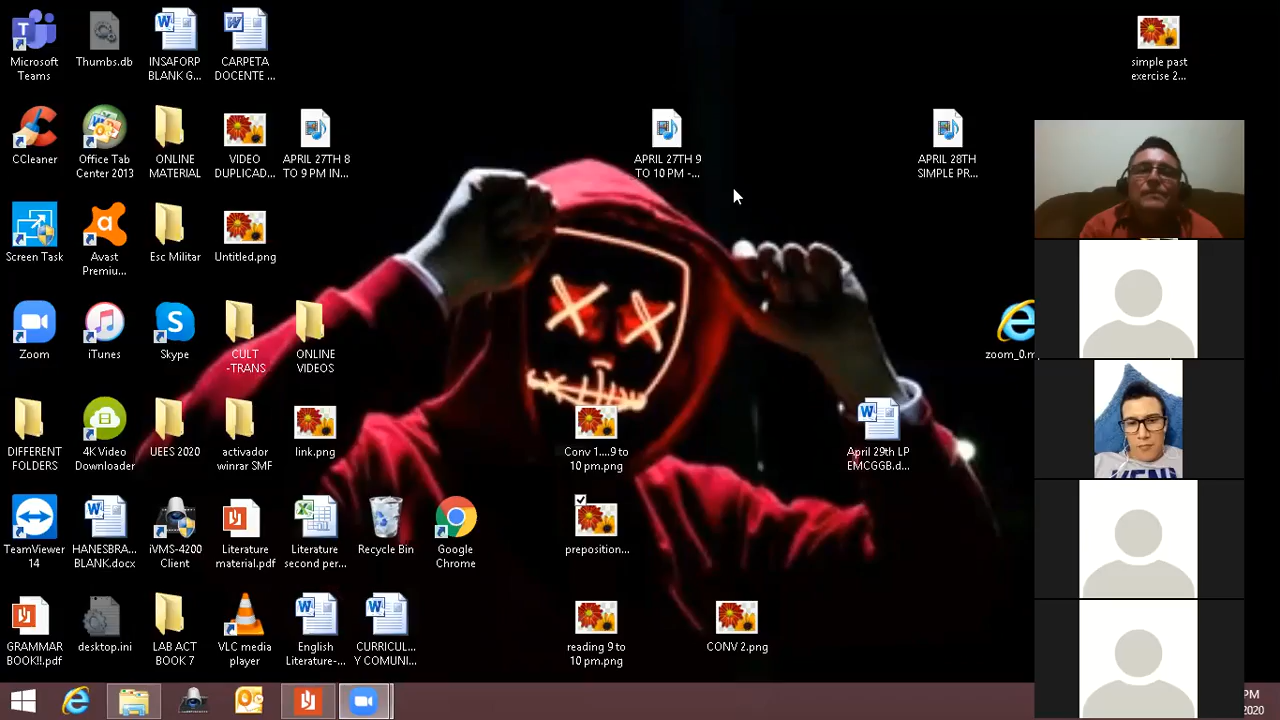 Microsoft
Teams
Thumbs.db
INSAFORP
BLANK G...
CARPETA
DOCENTE ...
simple past
exercise 2...
CCleaner
Office Tab
Center 2013
ONLINE
MATERIAL
VIDEO
DUPLICAD...
APRIL 27TH 8
TO 9 PM IN...
APRIL 27TH 9
TO 10 PM -...
APRIL 28TH
SIMPLE PR...
Screen Task
Avast
Premiu...
Esc Militar
Untitled.png
Zoom
iTunes
Skype
CULT
-TRANS
ONLINE
VIDEOS
zoom_0.m
DIFFERENT
FOLDERS
4K Video
Downloader
UEES 2020
activador
winrar SMF
link.png
Conv 1....9 to
10 pm.png
April 29th LP
EMCGGB.d...
TeamViewer
14
HANESBRA...
BLANK.docx
iVMS-4200
Client
Literature
material.pdf
Literature
second per...
Recycle Bin
Google
Chrome
preposition...
GRAMMAR
BOOK!!.pdf
desktop.ini
LAB ACT
BOOK 7
VLC media
player
English
Literature-...
CURRICUL...
Y COMUNI...
reading 9 to
10 pm.png
CONV 2.png
PM
2020